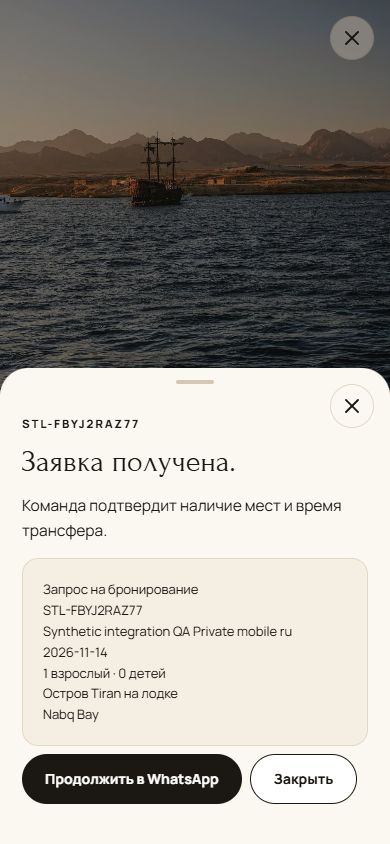 STL-FBYJ2RAZ77
Заявка получена.
Команда подтвердит наличие мест и время
трансфера.
Запрос на бронирование
STL-FBYJ2RAZ77
Synthetic integration QA Private mobile ru
2026-11-14
1 взрослый · 0 детей
Остров Tiran на лодке
Nabq Bay
Продолжить в WhatsApp
Закрыть